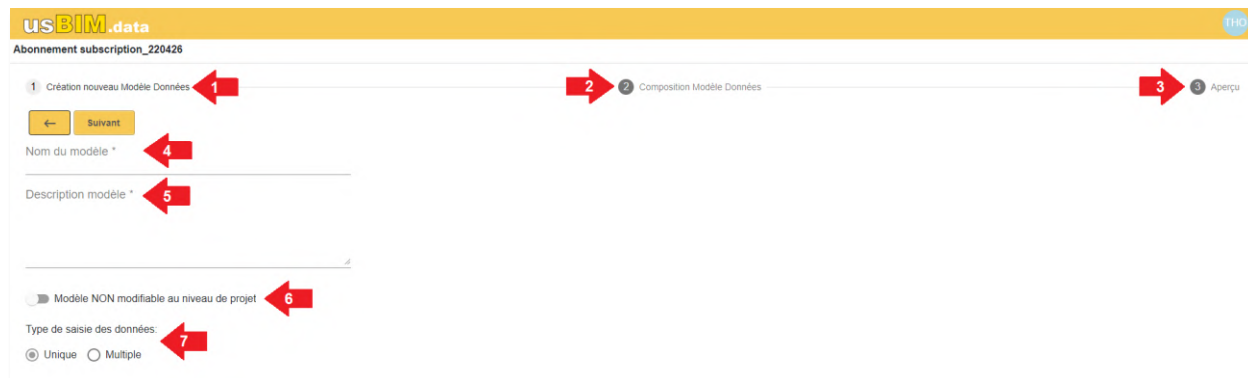 usBIM.data
THO
Abonnement subscription_220426
1 Création nouveau Modèle Données 1
2 2 Composition Modèle Données
3 3 Aperçu
← Suivant
Nom du modèle * 4
Description modèle * 5
Modèle NON modifiable au niveau de projet 6
Type de saisie des données: 7
Unique Multiple